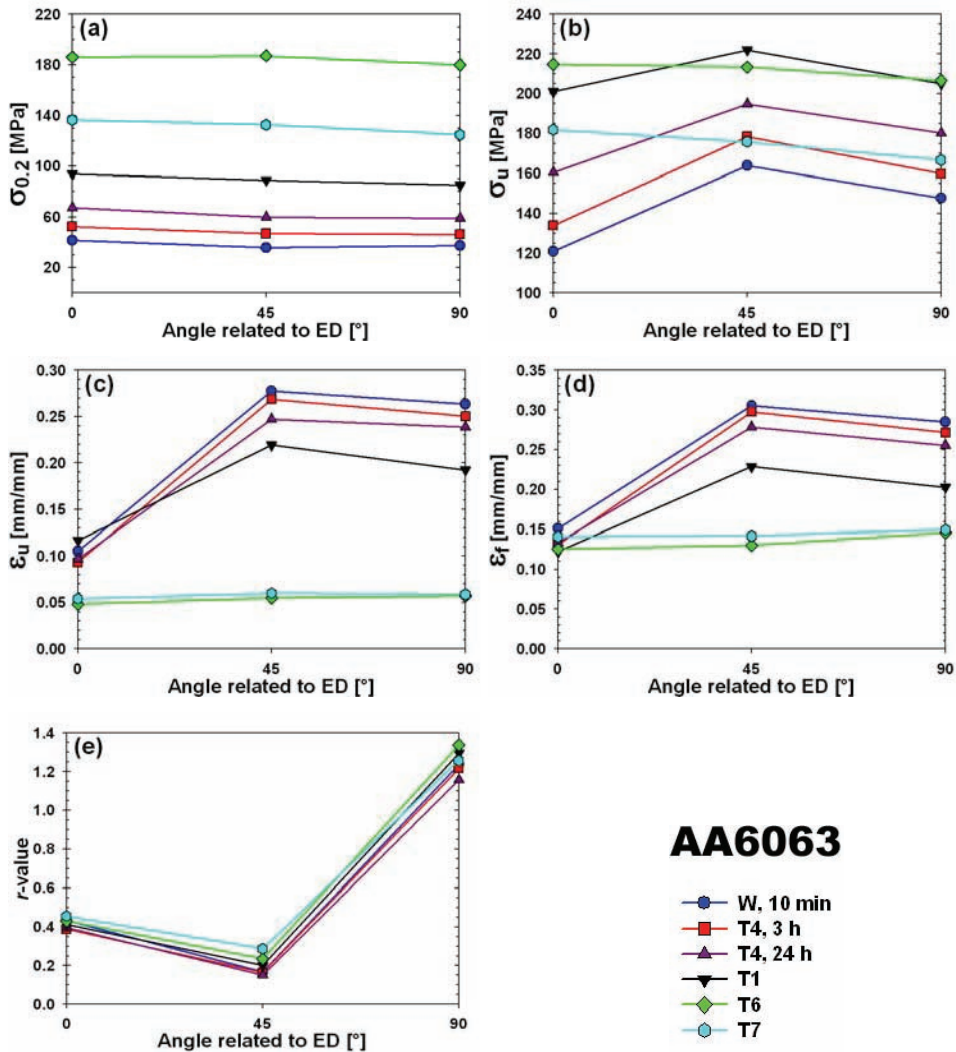 (a)
σ0.2 [MPa]
220
180
140
100
60
20
0
45
90
Angle related to ED [°]
(b)
σu [MPa]
240
220
200
180
160
140
120
100
0
45
90
Angle related to ED [°]
(c)
εu [mm/mm]
0.30
0.25
0.20
0.15
0.10
0.05
0.00
0
45
90
Angle related to ED [°]
(d)
εf [mm/mm]
0.35
0.30
0.25
0.20
0.15
0.10
0.05
0.00
0
45
90
Angle related to ED [°]
(e)
r-value
1.4
1.2
1.0
0.8
0.6
0.4
0.2
0.0
0
45
90
Angle related to ED [°]
AA6063
W, 10 min
T4, 3 h
T4, 24 h
T1
T6
T7